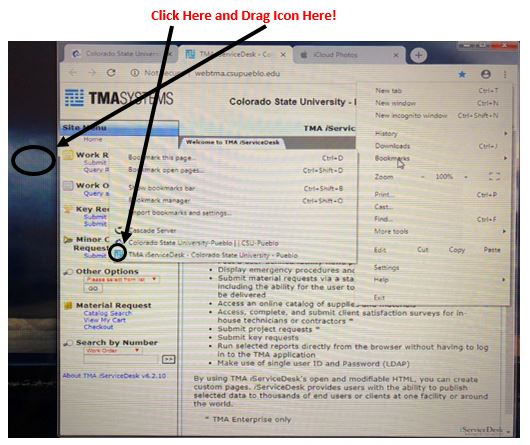 Click Here and Drag Icon Here!
Colorado State Universi
TMA iServiceDesk - Co
iCloud Photos
Not secure
webtma.csupueblo.edu
TMASYSTEMS
Colorado State University -
Site Menu
Home
Work R
Submit
Query
Work O
Query a
Key Rec
Submit
Minor C
Request
Submit
Other Options
Please select from list
GO
Material Request
Catalog Search
View My Cart
Checkout
Search by Number
Work Order
>>
About TMA iServiceDesk v6.2.10
TMA iServic
Welcome to TMA iServiceDesk
Bookmark this page... Ctrl+D
Bookmark open pages... Ctrl+Shift+D
Show bookmarks bar Ctrl+Shift+B
Bookmark manager Ctrl+Shift+O
Import bookmarks and settings...
Cascade Server
Colorado State University-Pueblo | | CSU-Pueblo
TMA iServiceDesk - Colorado State University - Pueblo
New tab Ctrl+T
New window Ctrl+N
New incognito window Ctrl+Shift+N
History
Downloads Ctrl+J
Bookmarks
Zoom - 100% +
Print... Ctrl+P
Cast...
Find... Ctrl+F
More tools
Edit Cut Copy Paste
Settings
Help
Exit
Display emergency procedures and
Submit material requests via a
including the ability for the user to
be delivered
Access an online catalog of supplies and materials
Access, complete, and submit client satisfaction surveys for in-
house technicians or contractors *
Submit project requests *
Submit key requests
Run selected reports directly from the browser without having to
log in to the TMA application
Make use of single user ID and Password (LDAP)
By using TMA iServiceDesk's open and modifiable HTML, you can create
custom pages. iServiceDesk provides users with the ability to publish
selected data to thousands of end users or clients at one facility or around
the world.
* TMA Enterprise only
iServiceDesk